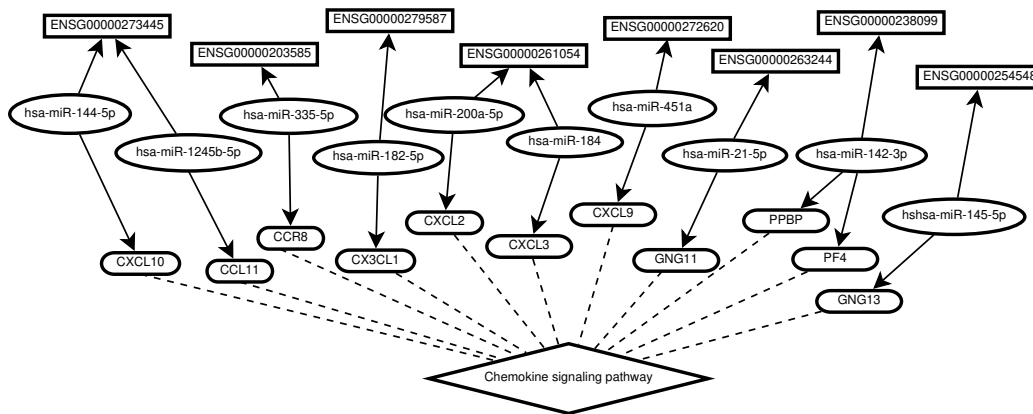 ENSG00000273445
ENSG00000203585
ENSG00000279587
ENSG00000261054
ENSG00000272620
ENSG00000263244
ENSG00000238099
ENSG00000254548
hsa-miR-144-5p
hsa-miR-1245b-5p
hsa-miR-335-5p
hsa-miR-182-5p
hsa-miR-200a-5p
hsa-miR-184
hsa-miR-451a
hsa-miR-21-5p
hsa-miR-142-3p
hshsa-miR-145-5p
CXCL10
CCL11
CCR8
CX3CL1
CXCL2
CXCL3
CXCL9
GNG11
PPBP
PF4
GNG13
Chemokine signaling pathway